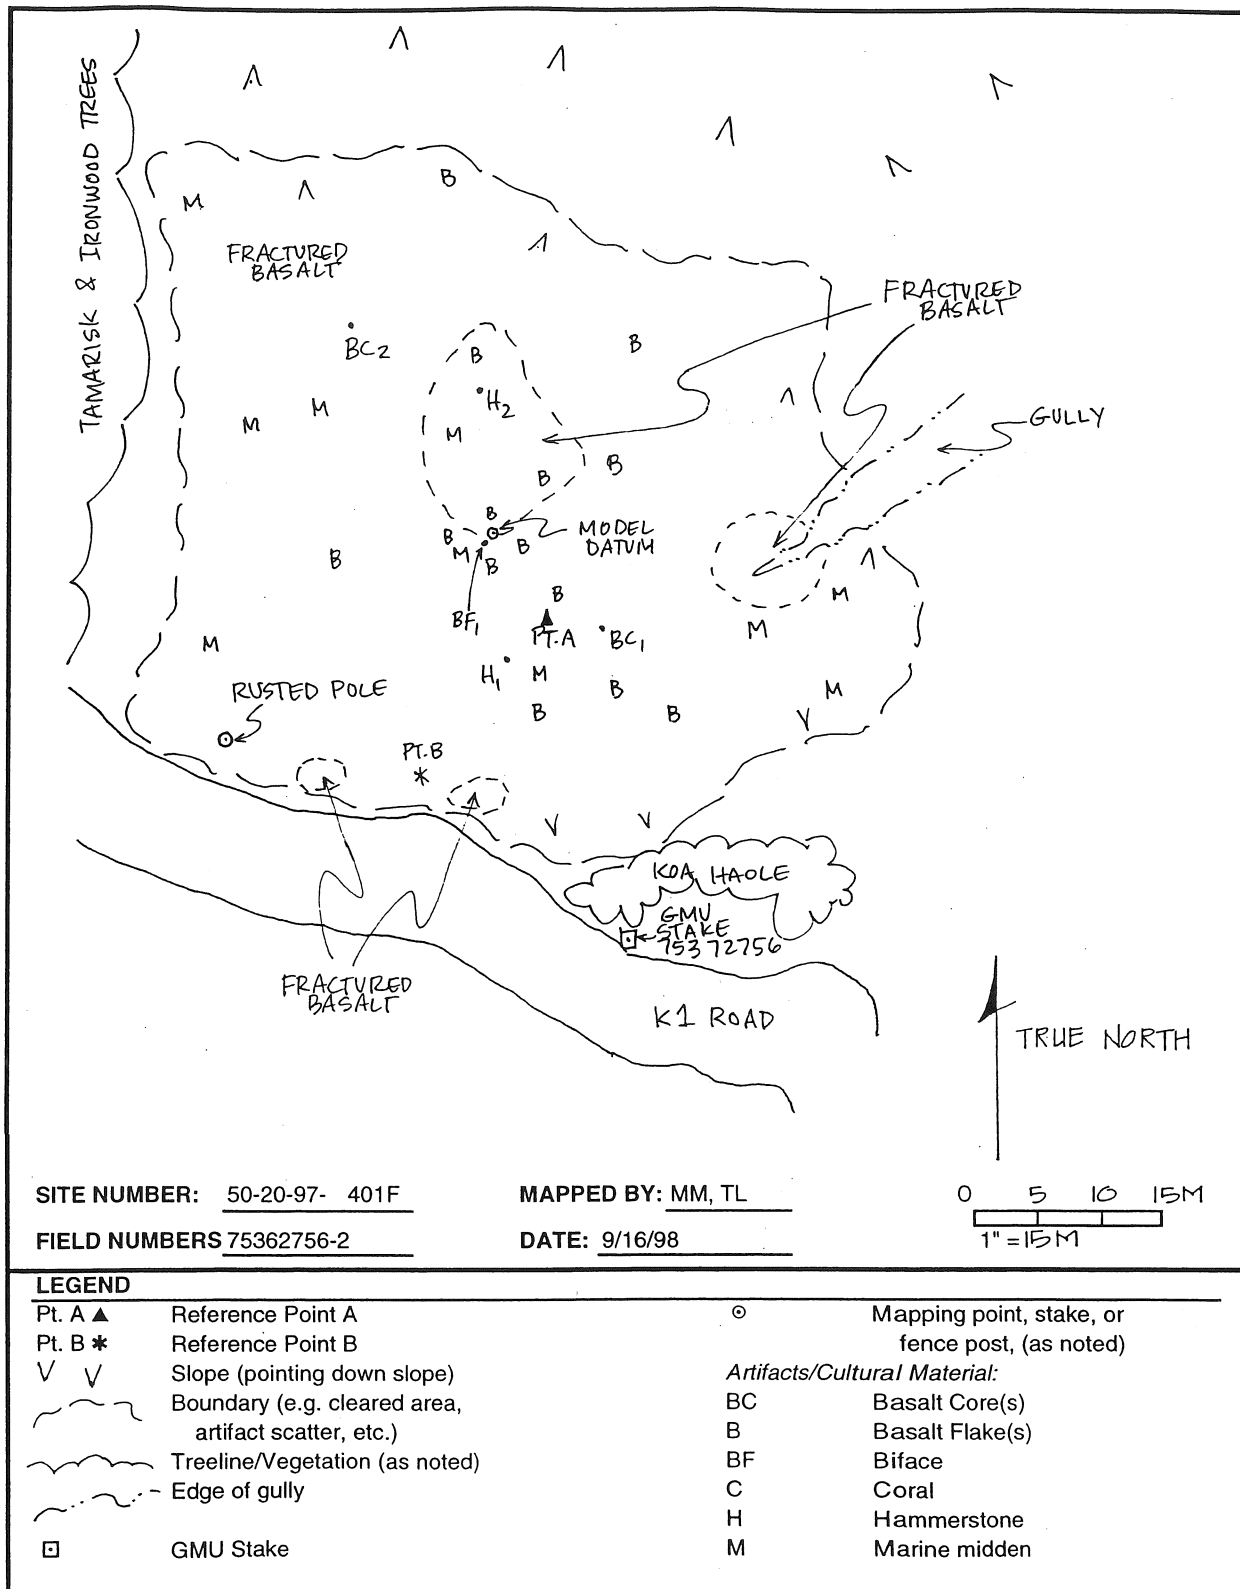 TAMARISK & IRONWOOD TREES
B
M
FRACTURED
BASALT
FRACTURED
BASALT
BC2
B
B
H2
M
M
M
GULLY
B
B
B
MODEL
DATUM
B
B
M
B
B
B
M
BF1
PT.A
BC1
M
M
H1
M
B
M
RUSTED POLE
B
B
PT.B
KOA HAOLE
GMU
STAKE
75372756
FRACTURED
BASALT
K1 ROAD
TRUE NORTH
SITE NUMBER: 50-20-97- 401F
MAPPED BY: MM, TL
0 5 10 15M
FIELD NUMBERS 75362756-2
DATE: 9/16/98
1" = 15M
LEGEND
Pt. A Reference Point A
Pt. B Reference Point B
Slope (pointing down slope)
Boundary (e.g. cleared area,
artifact scatter, etc.)
Treeline/Vegetation (as noted)
Edge of gully
GMU Stake
Mapping point, stake, or
fence post, (as noted)
Artifacts/Cultural Material:
BC Basalt Core(s)
B Basalt Flake(s)
BF Biface
C Coral
H Hammerstone
M Marine midden